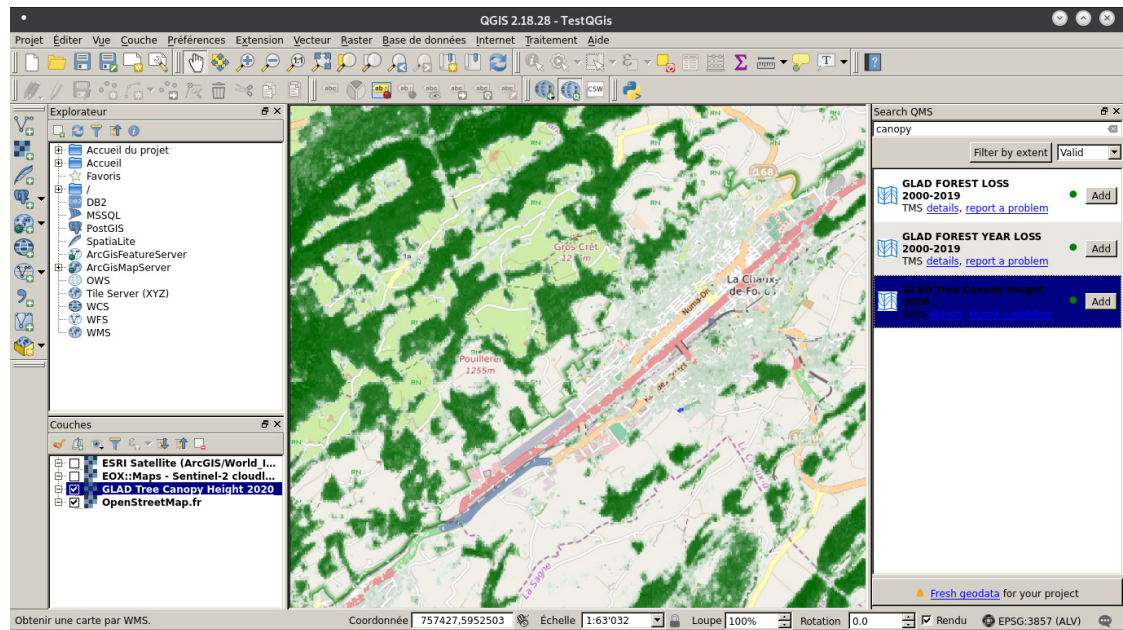 QGIS 2.18.28 - TestQGis
Projet Éditer Vue Couche Préférences Extension Vecteur Raster Base de données Internet Traitement Aide
abc
CSW
Explorateur
Accueil du projet
Accueil
Favoris
/
DB2
MSSQL
PostGIS
SpatiaLite
ArcGisFeatureServer
ArcGisMapServer
OWS
Tile Server (XYZ)
WCS
WFS
WMS
Couches
ESRI Satellite (ArcGIS/World_I...
EOX::Maps - Sentinel-2 cloudl...
GLAD Tree Canopy Height 2020
OpenStreetMap.fr
RN
168
Gros Crêt
La Chaux-
de-Fonds
Pouillerel
1255m
La Sagne
Search QMS
canopy
Filter by extent Valid
GLAD FOREST LOSS
2000-2019
TMS details, report a problem
Add
GLAD FOREST YEAR LOSS
2000-2019
TMS details, report a problem
Add
GLAD Tree Canopy Height
2020
WMS details, report a problem
Add
Fresh geodata for your project
Obtenir une carte par WMS. Coordonnée 757427,5952503 Échelle 1:63'032 Loupe 100% Rotation 0.0 Rendu EPSG:3857 (ALV)